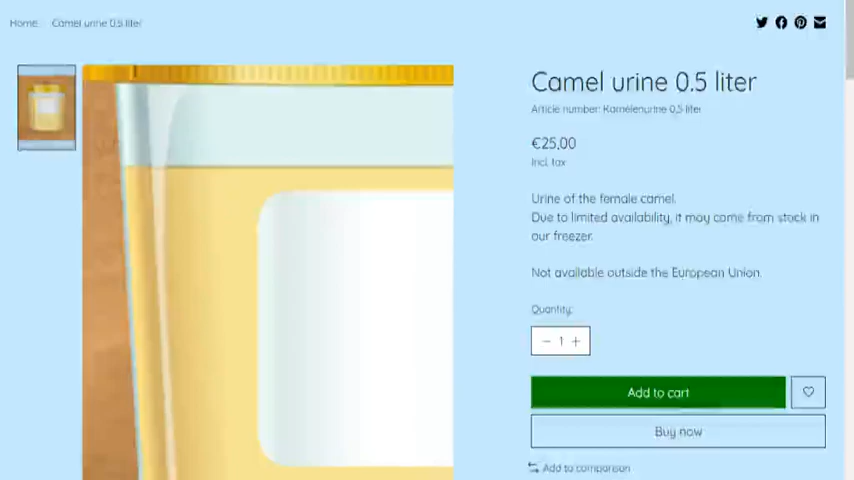 Home Camel urine 0.5 liter
Camel urine 0.5 liter
Article number: Kamelenurine 0,5 liter
€25,00
Incl. tax
Urine of the female camel.
Due to limited availability, it may come from stock in
our freezer.
Not available outside the European Union.
Quantity:
1
Add to cart
Buy now
Add to comparison